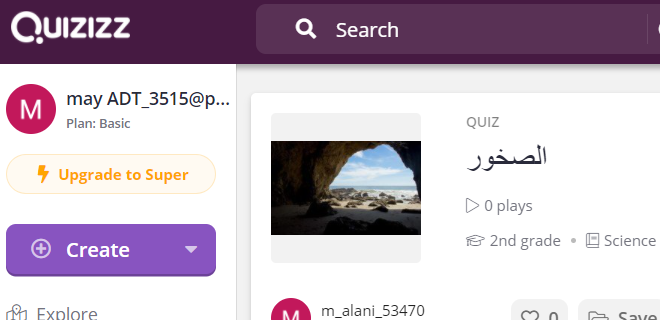 QUIZIZZ
Search
M
may ADT_3515@p...
Plan: Basic
Upgrade to Super
Create
Explore
QUIZ
الصخور
0 plays
2nd grade • Science
M
m_alani_53470
0
Save